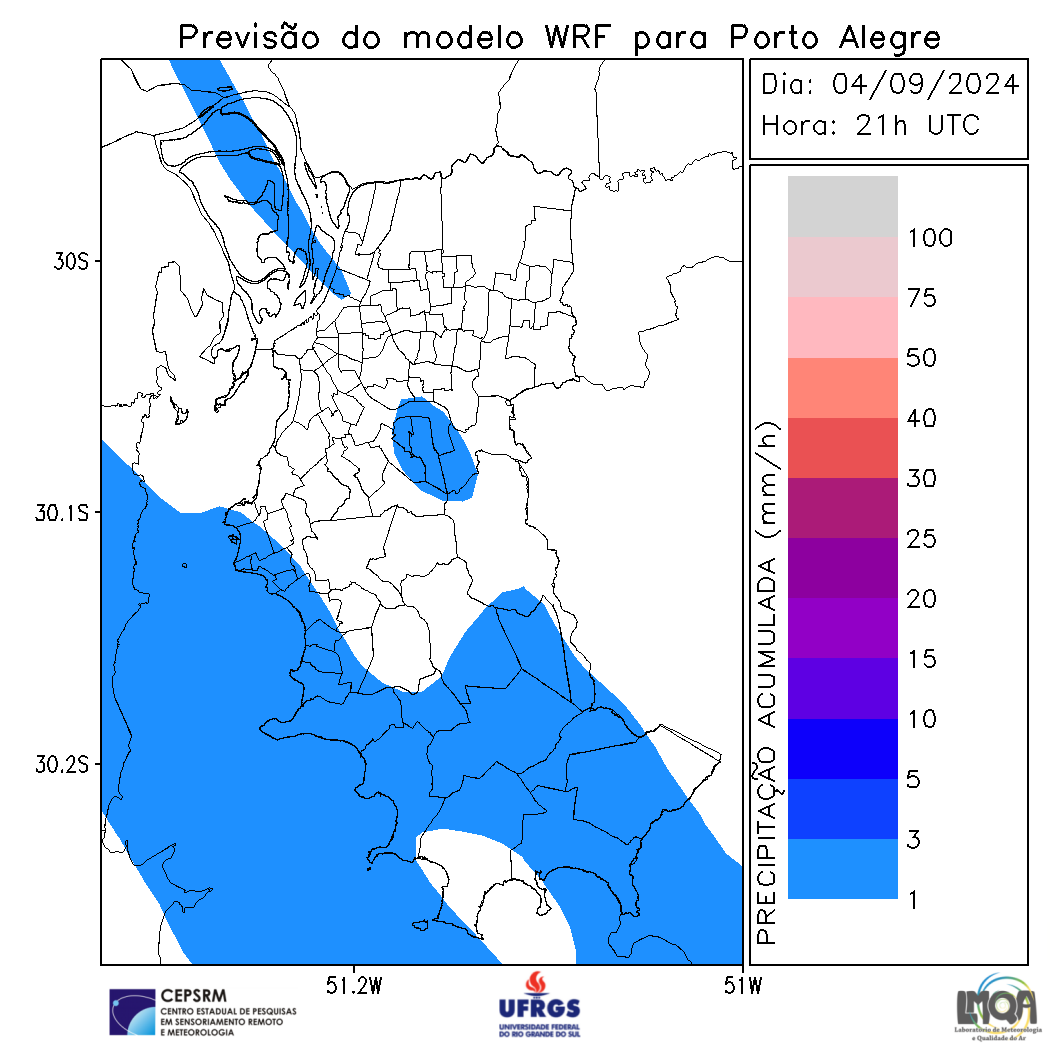 Previsão do modelo WRF para Porto Alegre
Dia: 04/09/2024
Hora: 21h UTC
30S
30.1S
30.2S
51.2W
51W
PRECIPITAÇÃO ACUMULADA (mm/h)
100
75
50
40
30
25
20
15
10
5
3
1
CEPSRM
CENTRO ESTADUAL DE PESQUISAS
EM SENSORIAMENTO REMOTO
E METEOROLOGIA
UFRGS
UNIVERSIDADE FEDERAL
DO RIO GRANDE DO SUL
LMQA
Laboratório de Meteorologia
e Qualidade do Ar